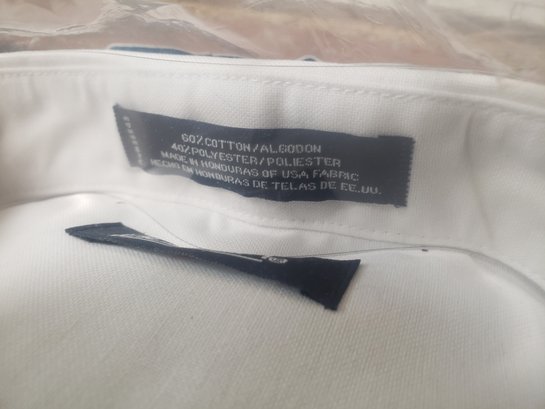 60% COTTON/ALGODON
40% POLYESTER/POLIESTER
MADE IN HONDURAS OF USA FABRIC
HECHO EN HONDURAS DE TELAS DE EE.UU.